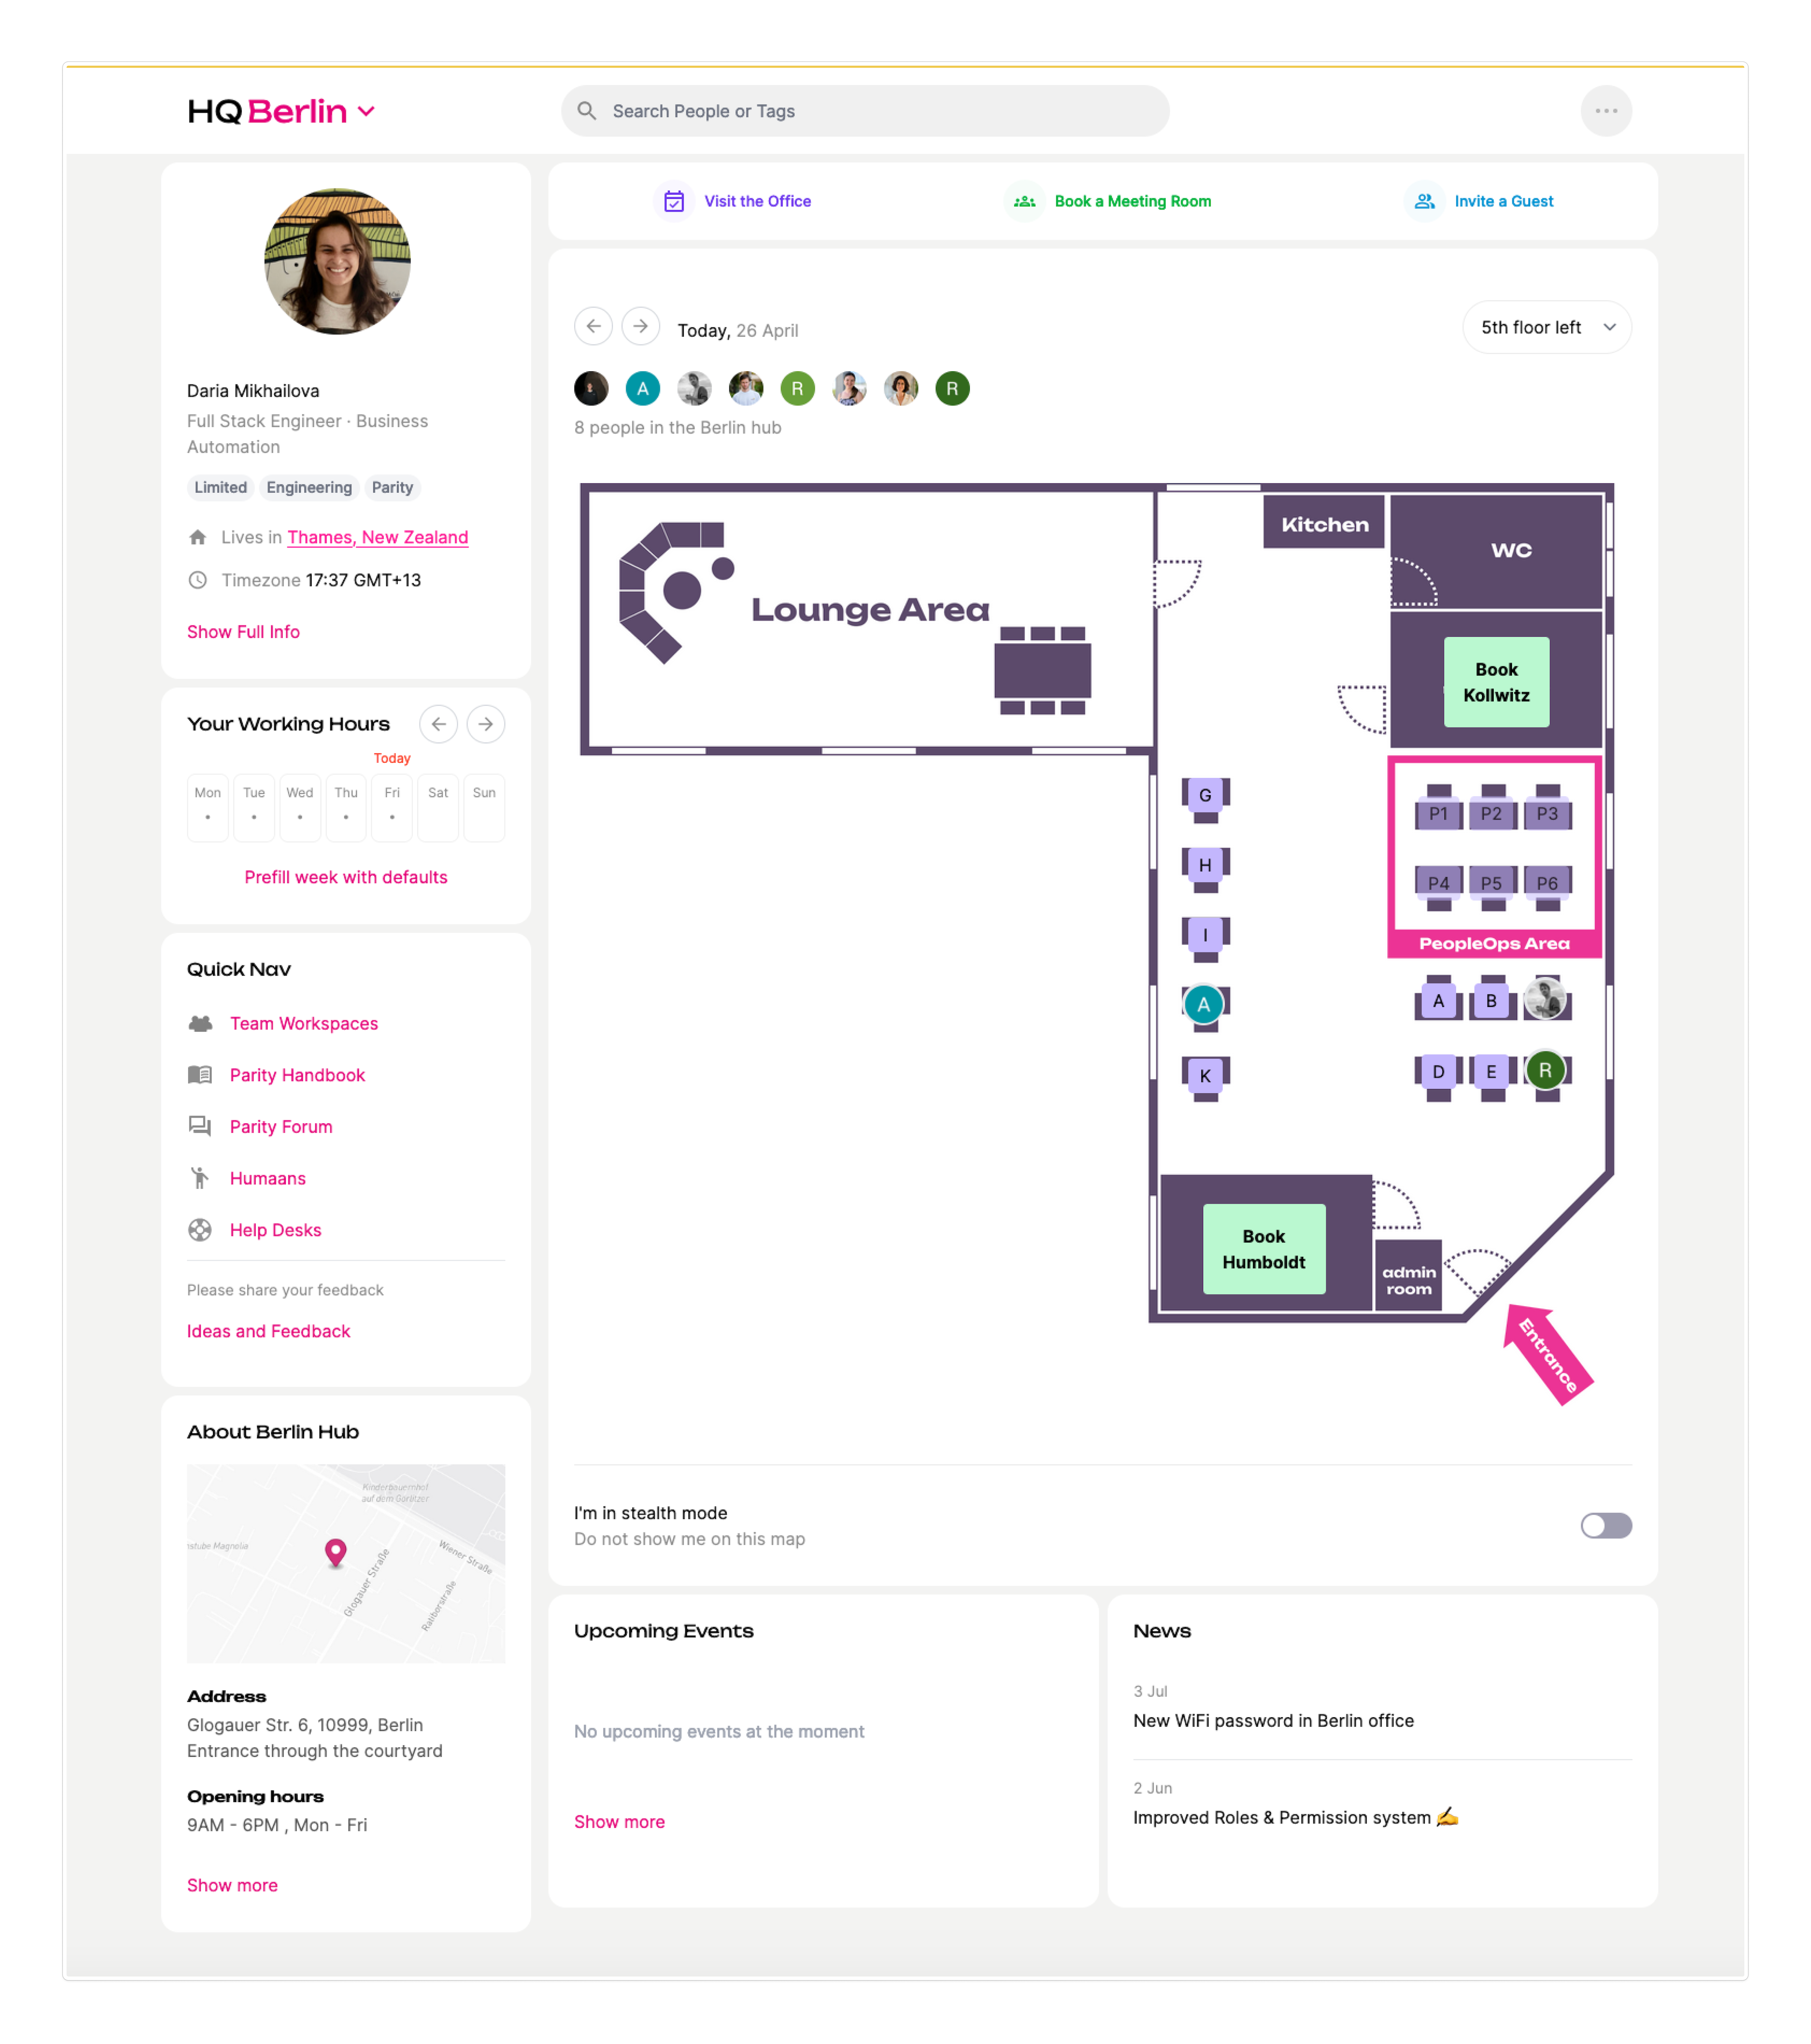 HQ Berlin
Search People or Tags
Daria Mikhailova
Full Stack Engineer · Business
Automation
Limited Engineering Parity
Lives in Thames, New Zealand
Timezone 17:37 GMT+13
Show Full Info
Your Working Hours
Today
Mon Tue Wed Thu Fri Sat Sun
Prefill week with defaults
Quick Nav
Team Workspaces
Parity Handbook
Parity Forum
Humaans
Help Desks
Please share your feedback
Ideas and Feedback
About Berlin Hub
Kinderbauernhof
auf dem Görlitzer
nstube Magnolia
Wiener Straße
Glogauer Straße
Ratiborstraße
Address
Glogauer Str. 6, 10999, Berlin
Entrance through the courtyard
Opening hours
9AM - 6PM , Mon - Fri
Show more
Visit the Office
Book a Meeting Room
Invite a Guest
Today, 26 April
5th floor left
A R R
8 people in the Berlin hub
Kitchen
WC
Lounge Area
Book
Kollwitz
G
H
I
A
K
P1 P2 P3
P4 P5 P6
PeopleOps Area
A B
D E R
Book
Humboldt
admin
room
Entrance
I'm in stealth mode
Do not show me on this map
Upcoming Events
No upcoming events at the moment
Show more
News
3 Jul
New WiFi password in Berlin office
2 Jun
Improved Roles & Permission system ✍️